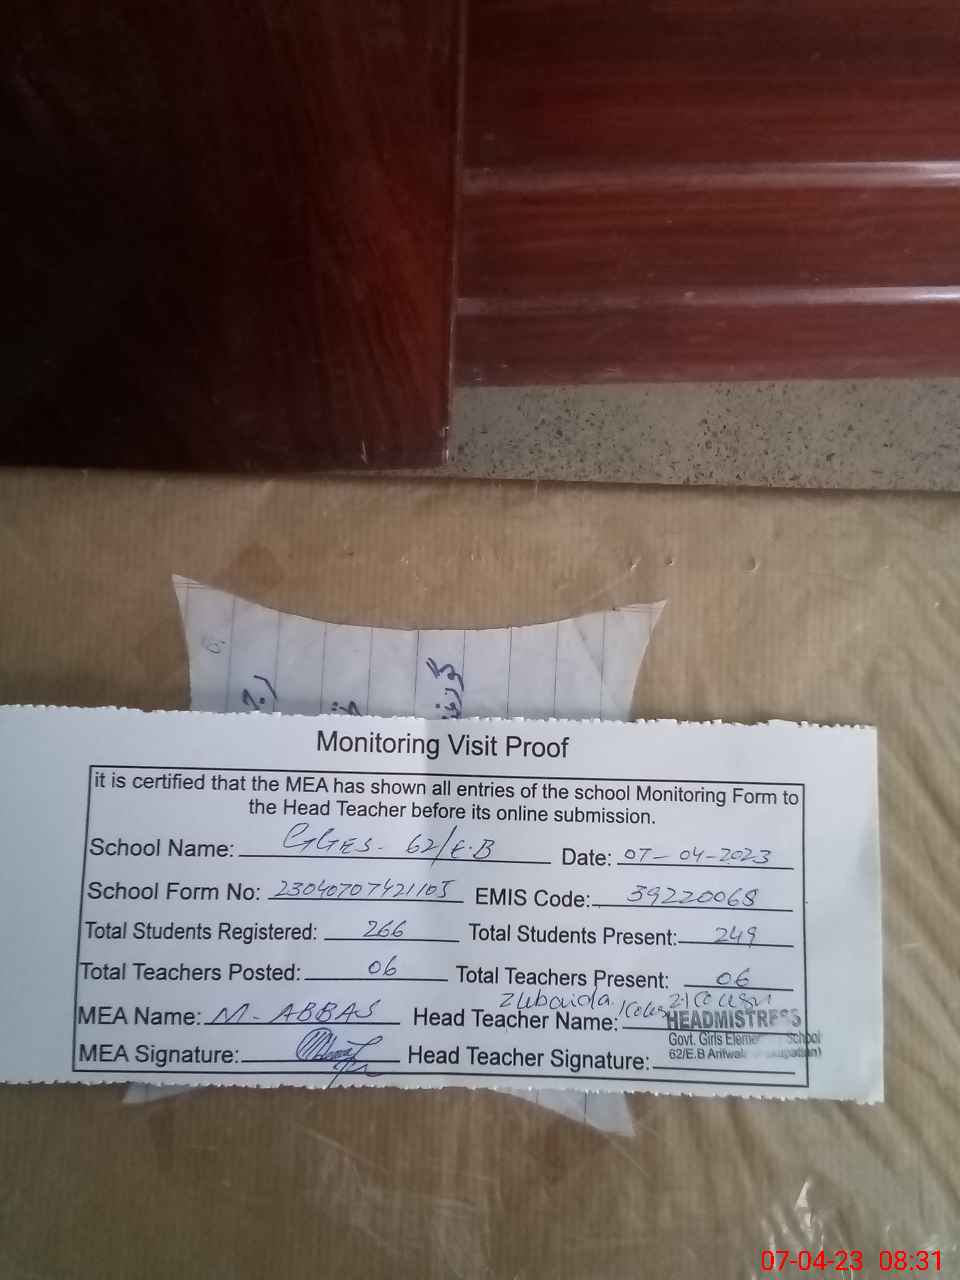 Monitoring Visit Proof
it is certified that the MEA has shown all entries of the school Monitoring Form to
the Head Teacher before its online submission.
School Name: GGES- 62/E.B Date: 07-04-2023
School Form No: 23040707421105 EMIS Code: 39220068
Total Students Registered: 266 Total Students Present: 249
Total Teachers Posted: 06 Total Teachers Present: 06
Zubaida
MEA Name: M-ABBAS Head Teacher Name:
HEADMISTRESS
Govt. Girls School
62/E.B
MEA Signature: Head Teacher Signature:
07-04-23 08:31